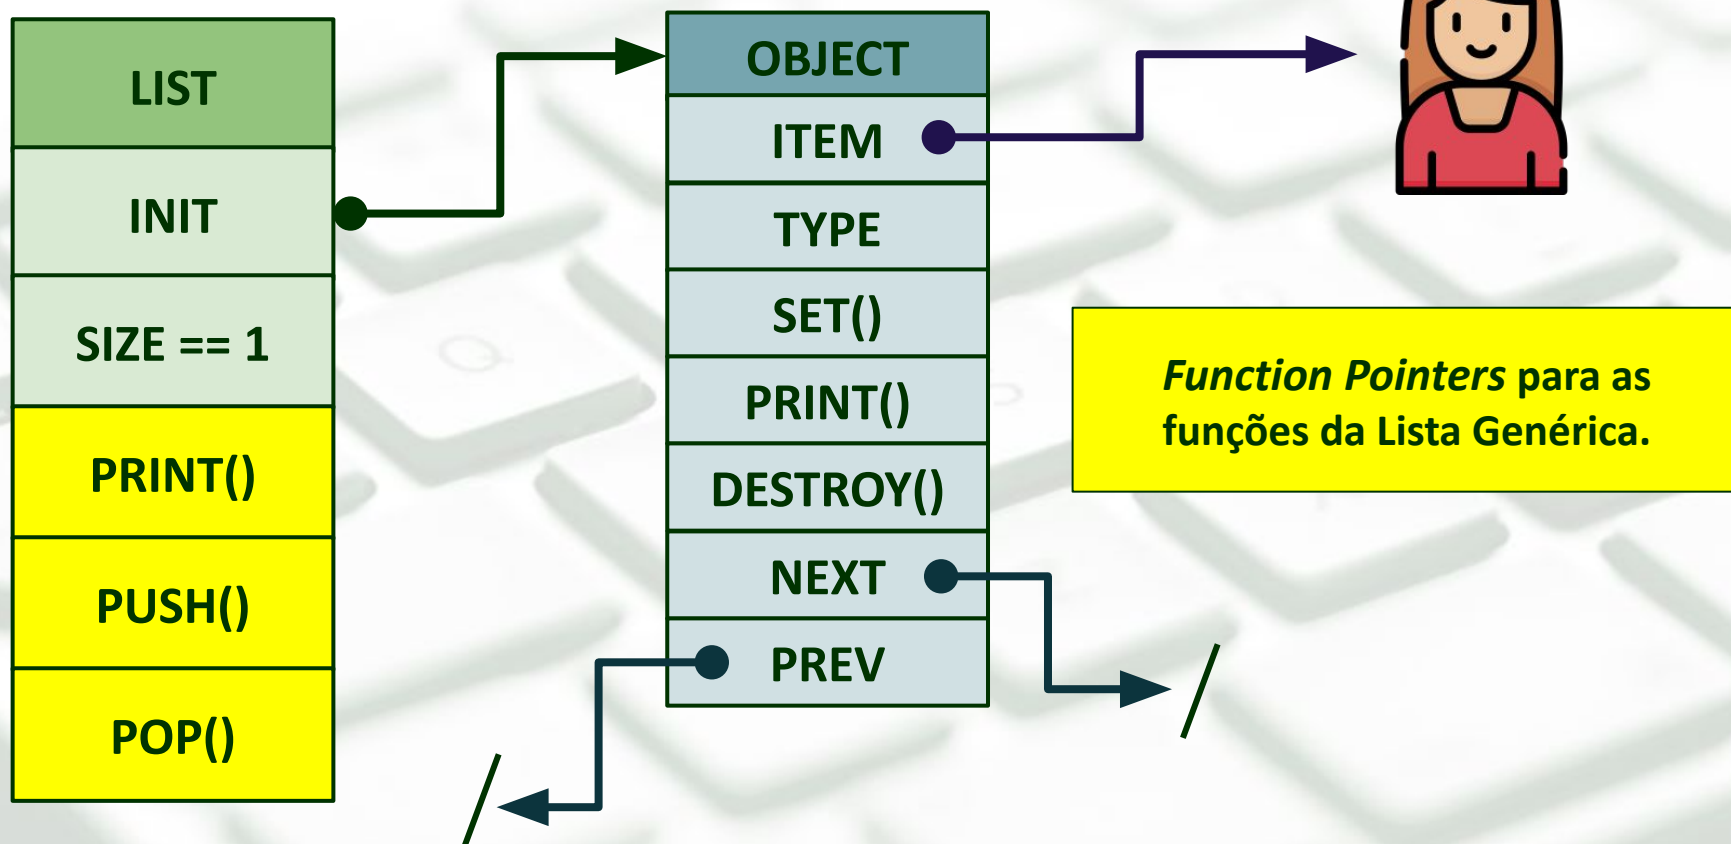 LIST
INIT
SIZE == 1
PRINT()
PUSH()
POP()
OBJECT
ITEM
TYPE
SET()
PRINT()
DESTROY()
NEXT
PREV
Function Pointers para as
funções da Lista Genérica.